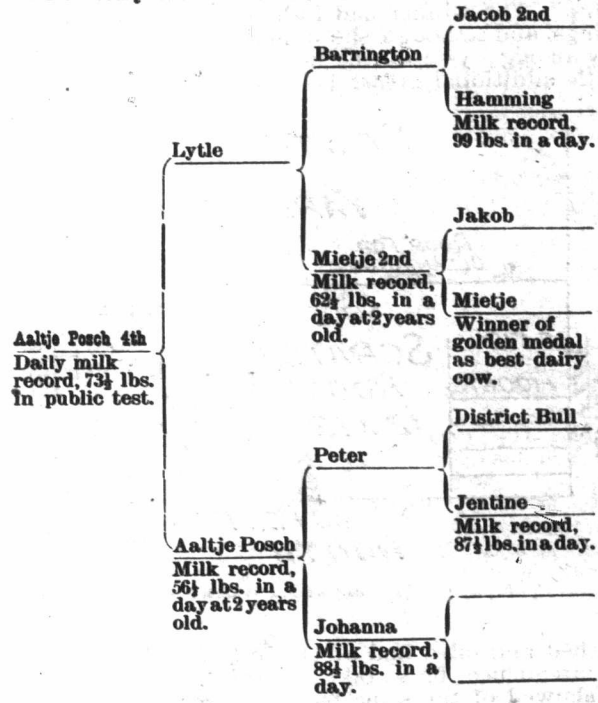 Jacob 2nd
Barrington
Hamming
Milk record,
99 lbs. in a day.
Lytle
Jakob
Mietje 2nd
Milk record,
62½ lbs. in a
day at 2 years
old.
Mietje
Winner of
golden medal
as best dairy
cow.
Aaltje Posch 4th
Daily milk
record, 73½ lbs.
in public test.
District Bull
Peter
Jentine
Milk record,
87½ lbs. in a day.
Aaltje Posch
Milk record,
56½ lbs. in a
day at 2 years
old.
Johanna
Milk record,
88½ lbs. in a
day.